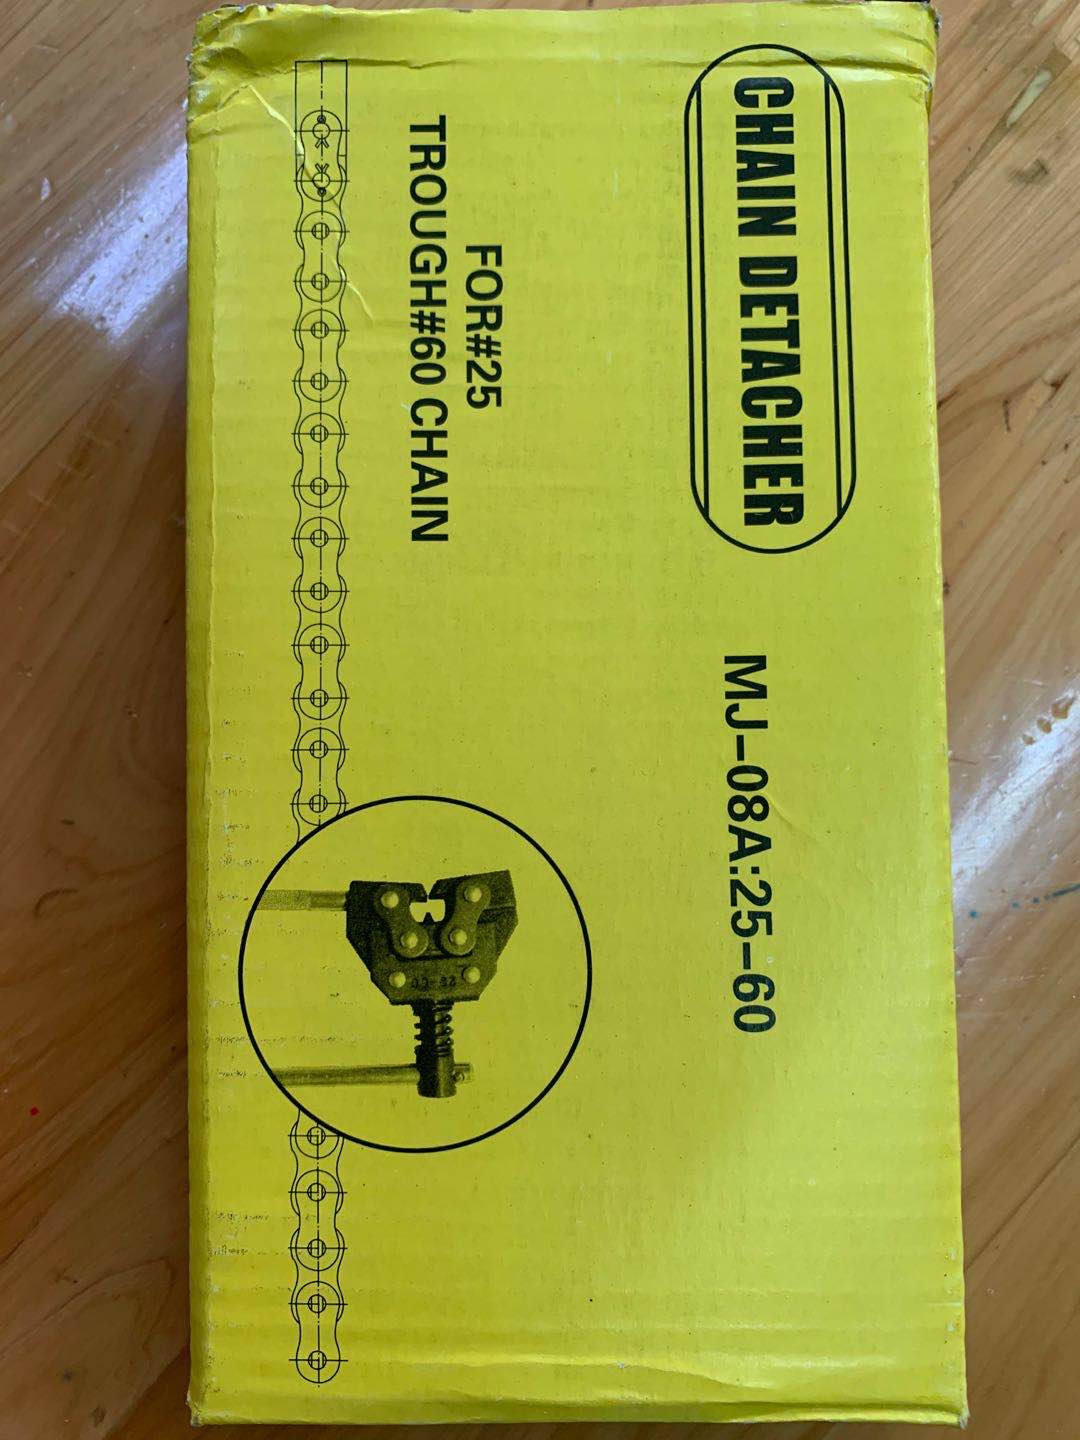 CHAIN DETACHER
MJ-08A:25-60
FOR#25
TROUGH#60 CHAIN